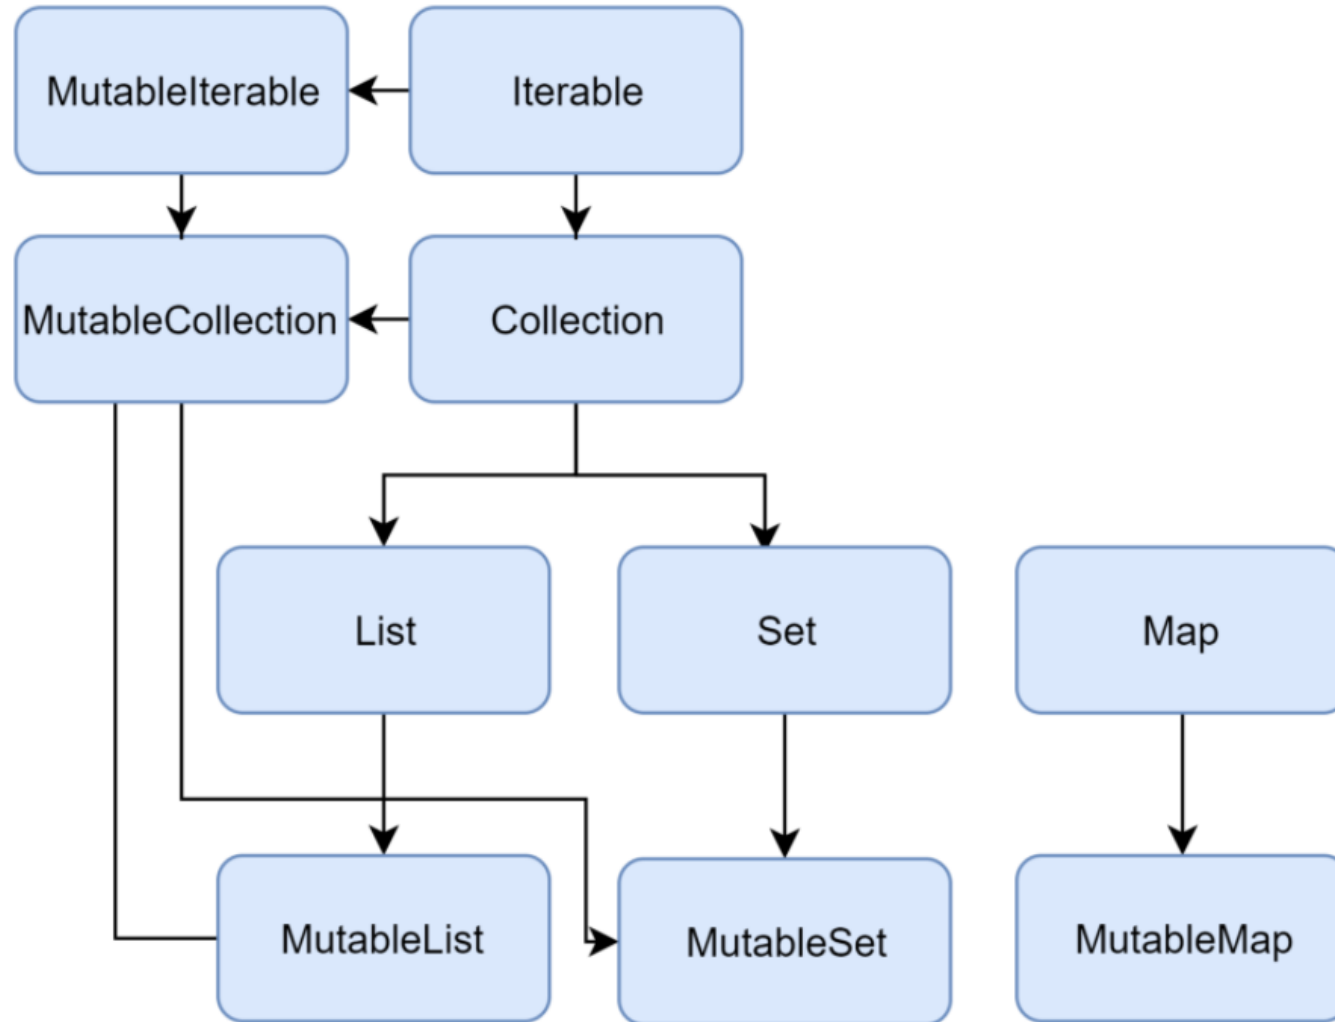 MutableIterable
Iterable
MutableCollection
Collection
List
Set
Map
MutableList
MutableSet
MutableMap